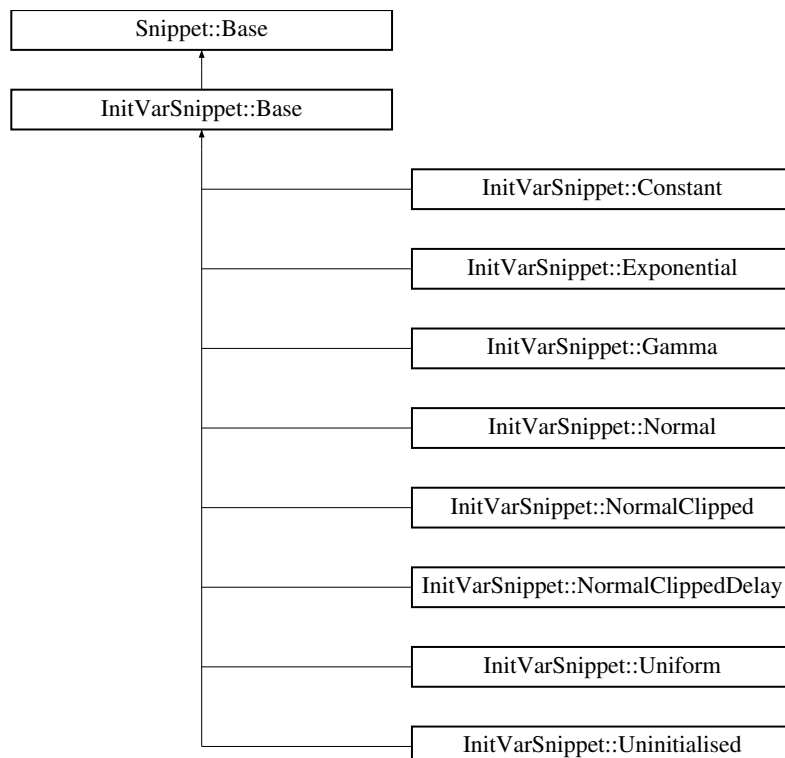 Snippet::Base
InitVarSnippet::Base
InitVarSnippet::Constant
InitVarSnippet::Exponential
InitVarSnippet::Gamma
InitVarSnippet::Normal
InitVarSnippet::NormalClipped
InitVarSnippet::NormalClippedDelay
InitVarSnippet::Uniform
InitVarSnippet::Uninitialised